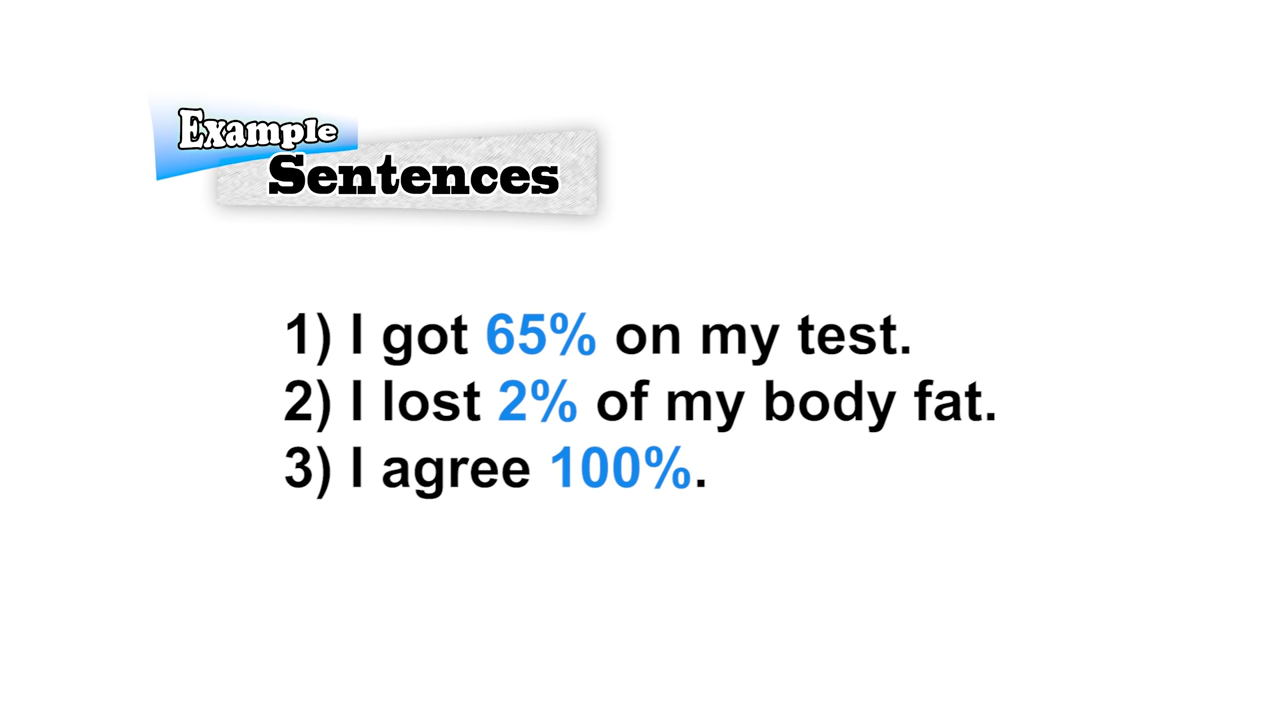 Example
Sentences
1) I got 65% on my test.
2) I lost 2% of my body fat.
3) I agree 100%.